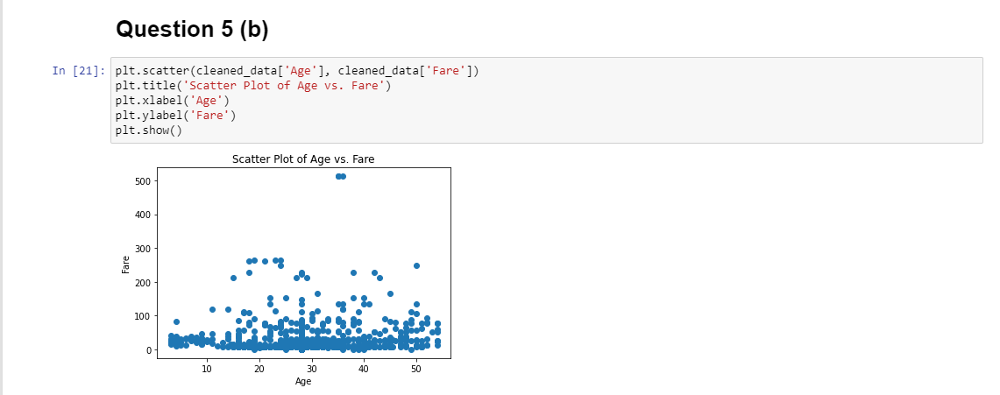 Question 5 (b)
In [21]: plt.scatter(cleaned_data['Age'], cleaned_data['Fare'])
plt.title('Scatter Plot of Age vs. Fare')
plt.xlabel('Age')
plt.ylabel('Fare')
plt.show()
Scatter Plot of Age vs. Fare
500
400
300
200
100
0
Fare
10 20 30 40 50
Age